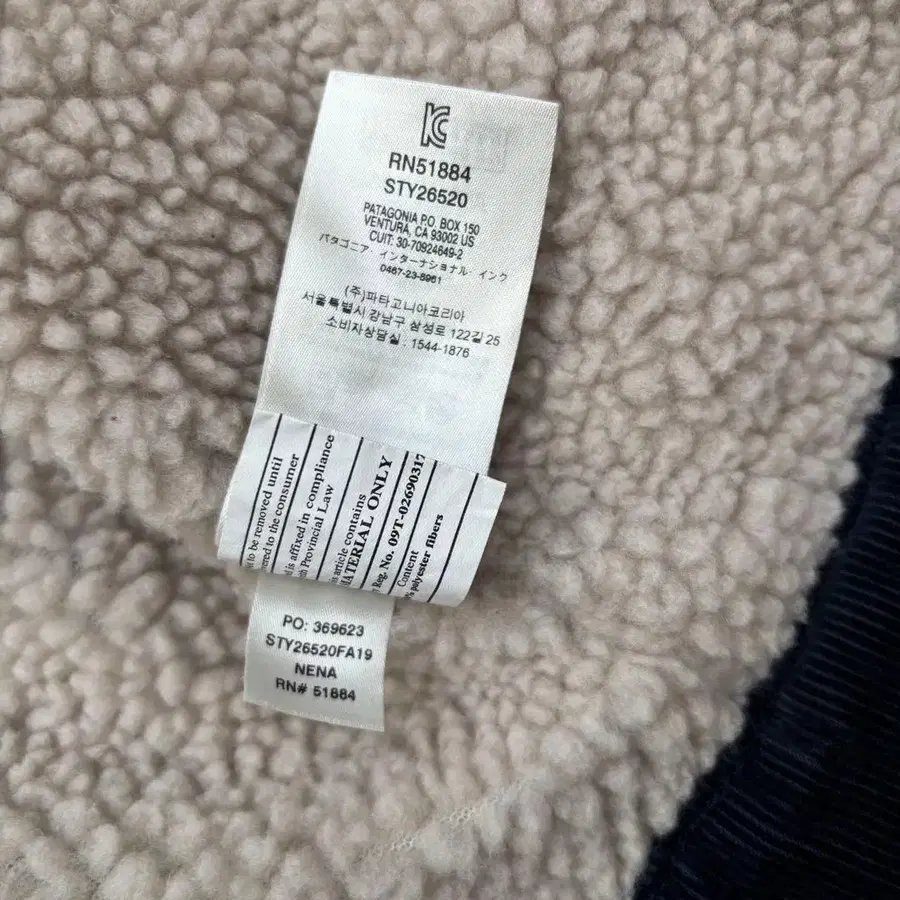 KC
RN51884
STY26520
PATAGONIA P.O. BOX 150
VENTURA, CA 93002 US
CUIT: 30-70924649-2
パタゴニア・インターナショナル・インク
0467-23-8961
(주)파타고니아코리아
서울특별시 강남구 삼성로 122길 25
소비자상담실 : 1544-1876
to be removed until
ered to the consumer
is affixed in compliance
th Provincial Law
article contains
MATERIAL ONLY
Reg. No. 09T-02690317
Content
% polyester fibers
PO: 369623
STY26520FA19
NENA
RN# 51884